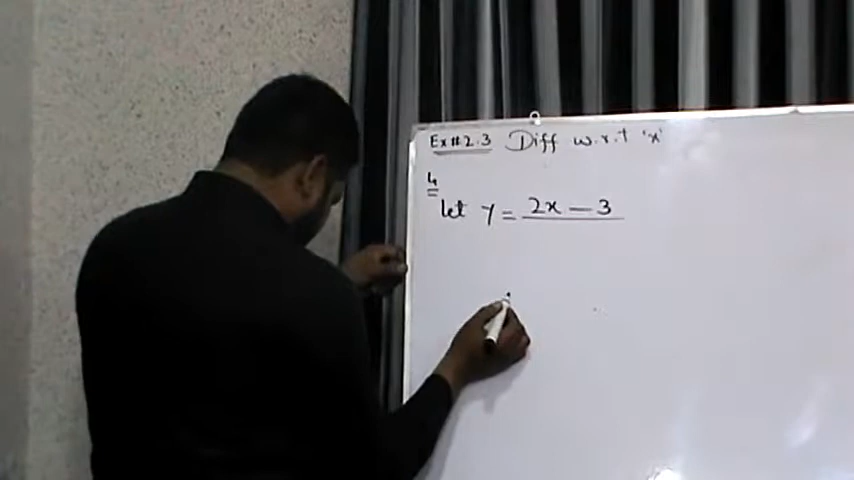 Ex#2.3 Diff w.r.t 'x'
4
let y = 2x - 3